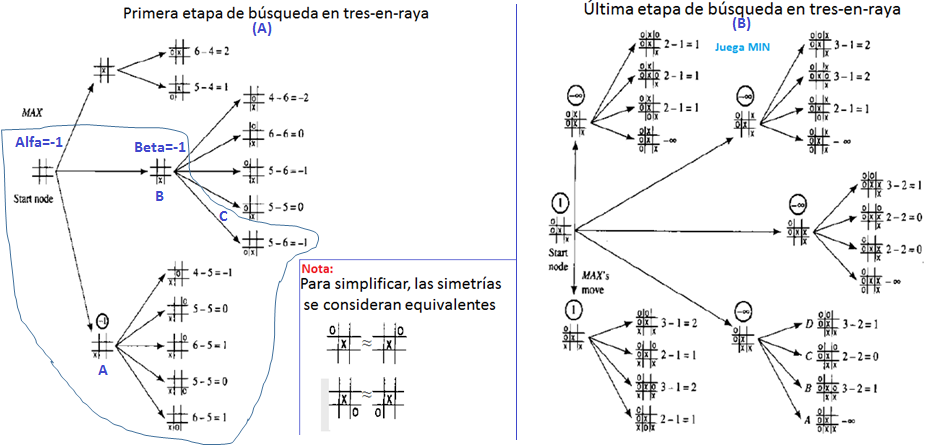 Primera etapa de búsqueda en tres-en-raya
(A)
6 – 4 = 2
5 – 4 = 1
MAX
4 – 6 = –2
6 – 6 = 0
Alfa=-1
Beta=-1
5 – 6 = –1
Start node
B
5 – 5 = 0
C
5 – 6 = –1
4 – 5 = –1
5 – 5 = 0
-1
6 – 5 = 1
A
5 – 5 = 0
6 – 5 = 1
Nota:
Para simplificar, las simetrías
se consideran equivalentes
≈
≈
Última etapa de búsqueda en tres-en-raya
(B)
Juega MIN
2 – 1 = 1
2 – 1 = 1
2 – 1 = 1
–∞
–∞
3 – 1 = 2
3 – 1 = 2
2 – 1 = 1
–∞
–∞
1
Start
node
MAX's
move
–∞
3 – 2 = 1
2 – 2 = 0
2 – 2 = 0
–∞
1
3 – 1 = 2
2 – 1 = 1
3 – 1 = 2
2 – 1 = 1
–∞
D 3 – 2 = 1
C 2 – 2 = 0
B 3 – 2 = 1
A –∞